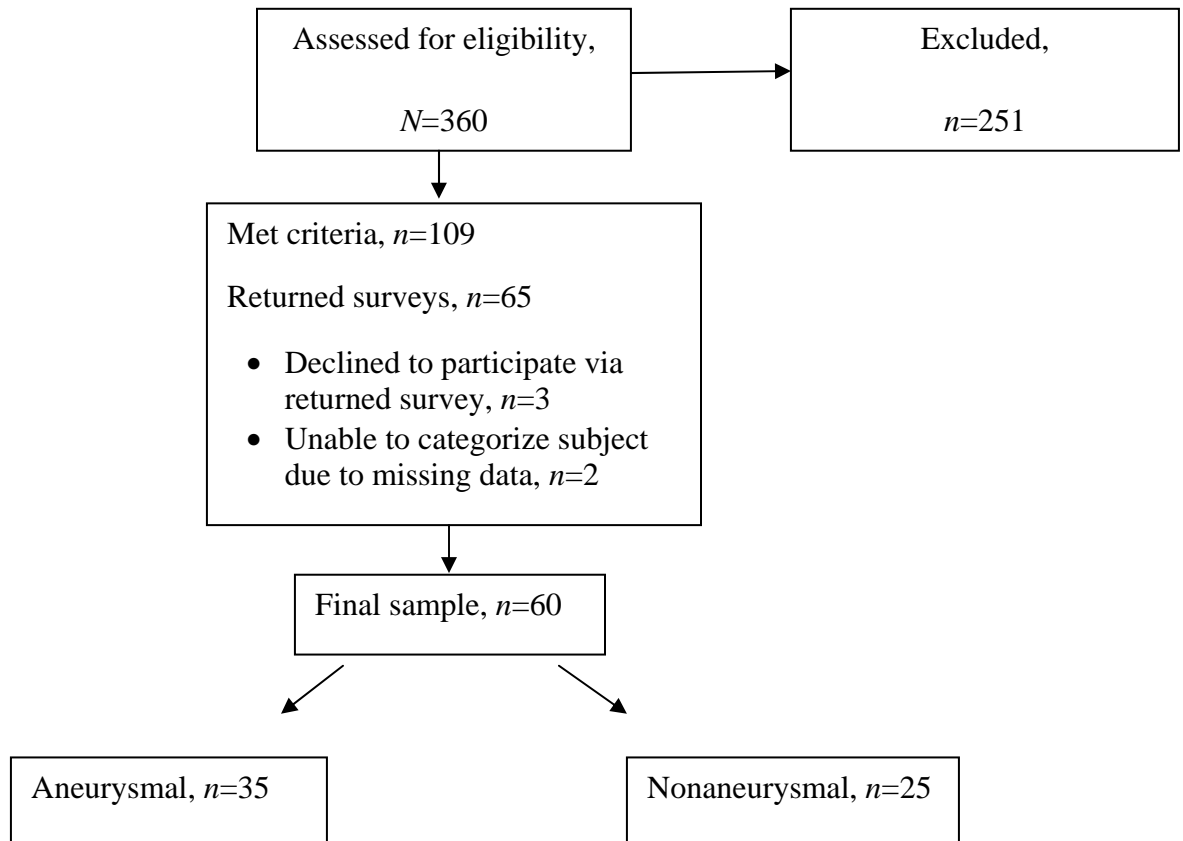 Assessed for eligibility,
N=360
Excluded,
n=251
Met criteria, n=109
Returned surveys, n=65
• Declined to participate via
returned survey, n=3
• Unable to categorize subject
due to missing data, n=2
Final sample, n=60
Aneurysmal, n=35
Nonaneurysmal, n=25